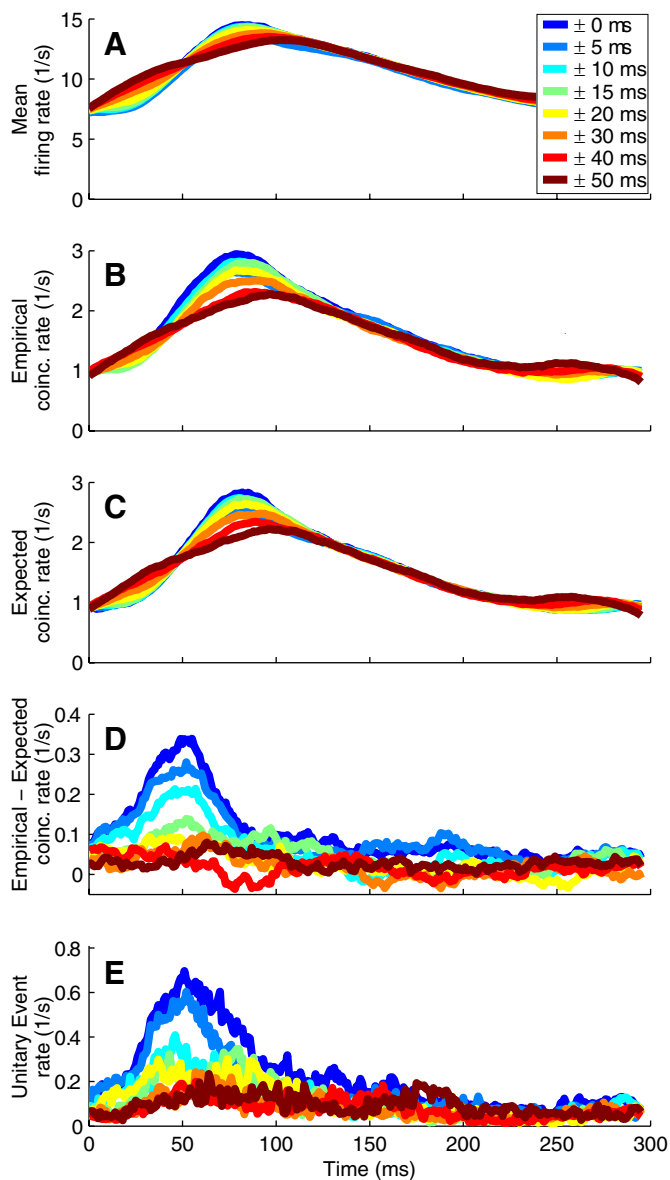 A
Mean
firing rate (1/s)
15
10
5
0
± 0 ms
± 5 ms
± 10 ms
± 15 ms
± 20 ms
± 30 ms
± 40 ms
± 50 ms
B
Empirical
coinc. rate (1/s)
3
2
1
0
C
Expected
coinc. rate (1/s)
3
2
1
0
D
Empirical – Expected
coinc. rate (1/s)
0.4
0.3
0.2
0.1
0
E
Unitary Event
rate (1/s)
0.8
0.6
0.4
0.2
0
0 50 100 150 200 250 300
Time (ms)